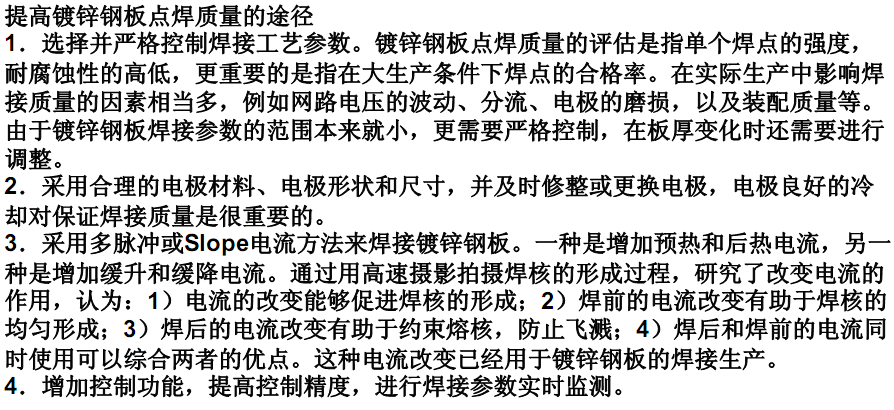 提高镀锌钢板点焊质量的途径
1．选择并严格控制焊接工艺参数。镀锌钢板点焊质量的评估是指单个焊点的强度，
耐腐蚀性的高低，更重要的是指在大生产条件下焊点的合格率。在实际生产中影响焊
接质量的因素相当多，例如网路电压的波动、分流、电极的磨损，以及装配质量等。
由于镀锌钢板焊接参数的范围本来就小，更需要严格控制，在板厚变化时还需要进行
调整。
2．采用合理的电极材料、电极形状和尺寸，并及时修整或更换电极，电极良好的冷
却对保证焊接质量是很重要的。
3．采用多脉冲或Slope电流方法来焊接镀锌钢板。一种是增加预热和后热电流，另一
种是增加缓升和缓降电流。通过用高速摄影拍摄焊核的形成过程，研究了改变电流的
作用，认为：1）电流的改变能够促进焊核的形成；2）焊前的电流改变有助于焊核的
均匀形成；3）焊后的电流改变有助于约束熔核，防止飞溅；4）焊后和焊前的电流同
时使用可以综合两者的优点。这种电流改变已经用于镀锌钢板的焊接生产。
4．增加控制功能，提高控制精度，进行焊接参数实时监测。